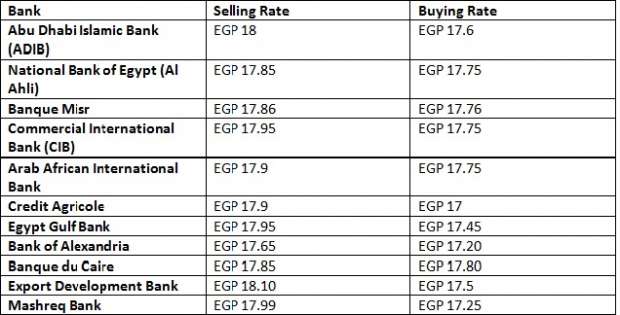 Bank Selling Rate Buying Rate
Abu Dhabi Islamic Bank EGP 18 EGP 17.6
(ADIB)
National Bank of Egypt (Al EGP 17.85 EGP 17.75
Ahli)
Banque Misr EGP 17.86 EGP 17.76
Commercial International EGP 17.95 EGP 17.75
Bank (CIB)
Arab African International EGP 17.9 EGP 17.75
Bank
Credit Agricole EGP 17.9 EGP 17
Egypt Gulf Bank EGP 17.95 EGP 17.45
Bank of Alexandria EGP 17.65 EGP 17.20
Banque du Caire EGP 17.85 EGP 17.80
Export Development Bank EGP 18.10 EGP 17.5
Mashreq Bank EGP 17.99 EGP 17.25